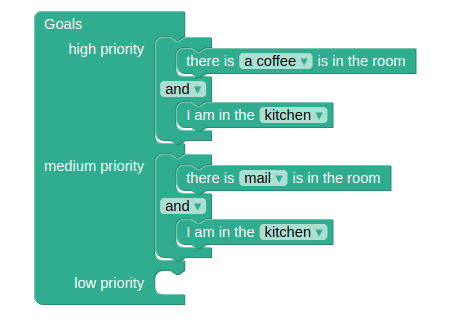 Goals
high priority
there is a coffee ▾ is in the room
and ▾
I am in the kitchen ▾
medium priority
there is mail ▾ is in the room
and ▾
I am in the kitchen ▾
low priority